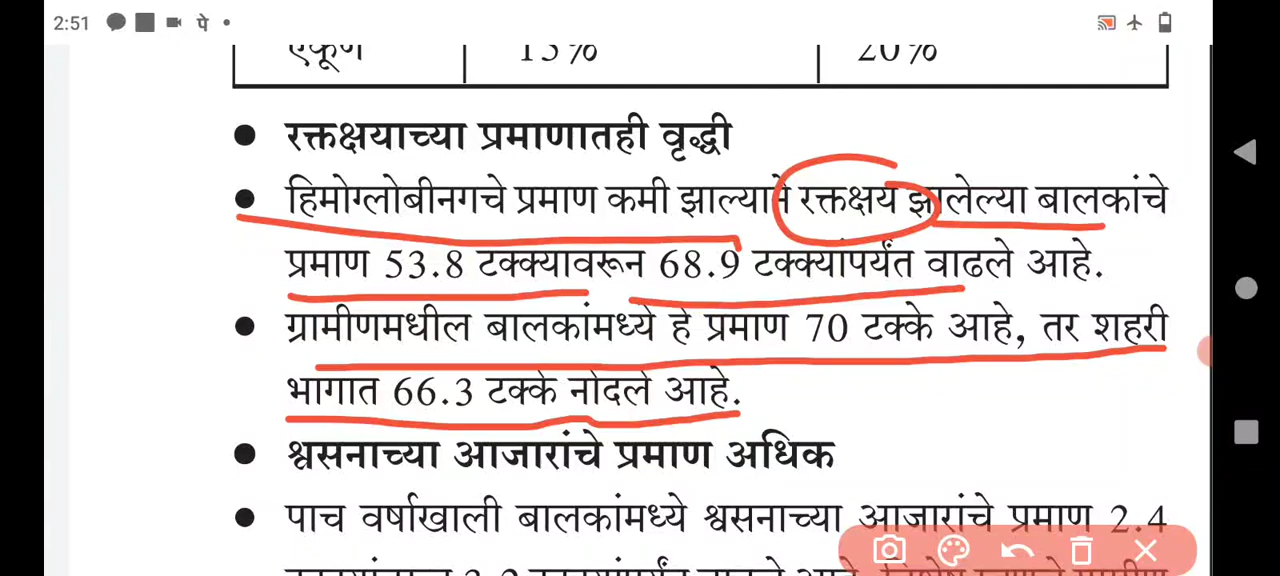 2:51 पे
एकूण 15% 20%
● रक्तक्षयाच्या प्रमाणातही वृद्धी
● हिमोग्लोबीनगचे प्रमाण कमी झाल्याने रक्तक्षय झालेल्या बालकांचे
प्रमाण 53.8 टक्क्यावरून 68.9 टक्क्यांपर्यंत वाढले आहे.
● ग्रामीणमधील बालकांमध्ये हे प्रमाण 70 टक्के आहे, तर शहरी
भागात 66.3 टक्के नोंदले आहे.
● श्वसनाच्या आजारांचे प्रमाण अधिक
● पाच वर्षाखाली बालकांमध्ये श्वसनाच्या आजारांचे प्रमाण 2.4